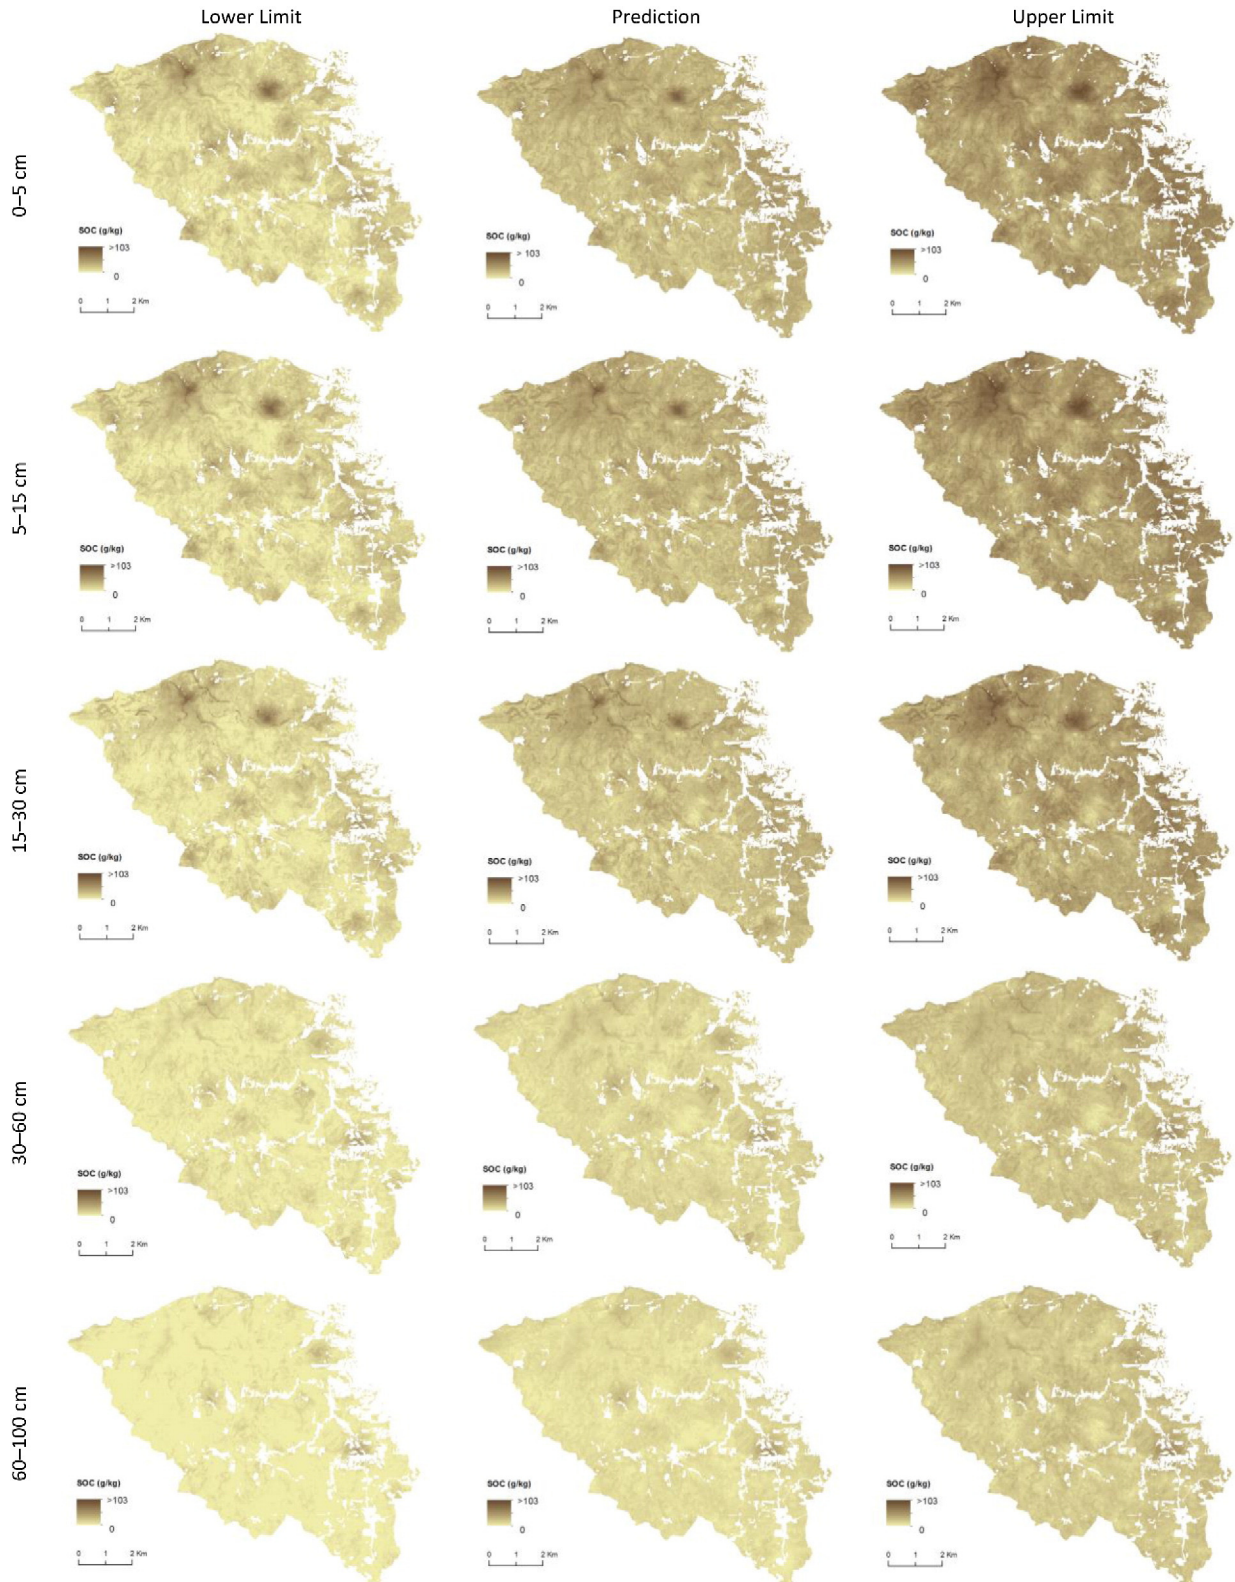 Lower Limit Prediction Upper Limit
0–5 cm
SOC (g/kg) SOC (g/kg) SOC (g/kg)
>103 > 103 >103
0 0 0
0 1 2 Km 0 1 2 Km 0 1 2 Km
5–15 cm
SOC (g/kg) SOC (g/kg) SOC (g/kg)
>103 >103 >103
0 0 0
0 1 2 Km 0 1 2 Km 0 1 2 Km
15–30 cm
SOC (g/kg) SOC (g/kg) SOC (g/kg)
>103 >103 >103
0 0 0
0 1 2 Km 0 1 2 Km 0 1 2 Km
30–60 cm
SOC (g/kg) SOC (g/kg) SOC (g/kg)
>103 >103 >103
0 0 0
0 1 2 Km 0 1 2 Km 0 1 2 Km
60–100 cm
SOC (g/kg) SOC (g/kg) SOC (g/kg)
>103 >103 >103
0 0 0
0 1 2 Km 0 1 2 Km 0 1 2 Km